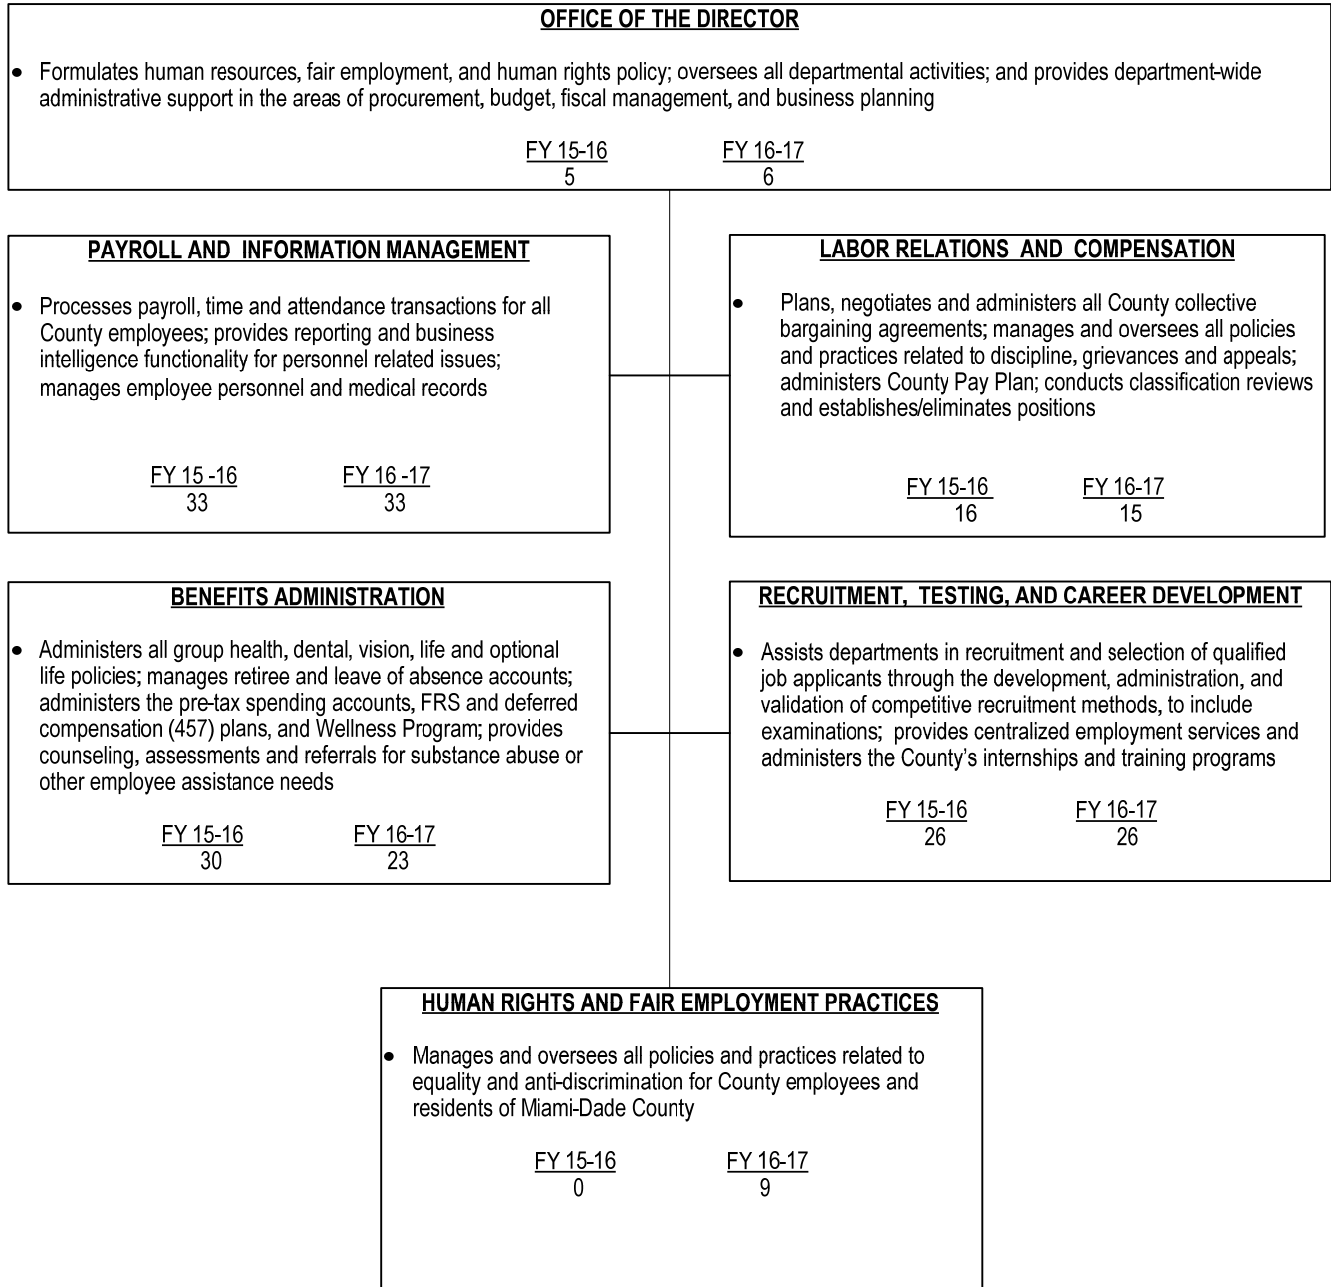 OFFICE OF THE DIRECTOR
• Formulates human resources, fair employment, and human rights policy; oversees all departmental activities; and provides department-wide
administrative support in the areas of procurement, budget, fiscal management, and business planning
FY 15-16 FY 16-17
5 6
PAYROLL AND INFORMATION MANAGEMENT
• Processes payroll, time and attendance transactions for all
County employees; provides reporting and business
intelligence functionality for personnel related issues;
manages employee personnel and medical records
FY 15 -16 FY 16 -17
33 33
LABOR RELATIONS AND COMPENSATION
• Plans, negotiates and administers all County collective
bargaining agreements; manages and oversees all policies
and practices related to discipline, grievances and appeals;
administers County Pay Plan; conducts classification reviews
and establishes/eliminates positions
FY 15-16 FY 16-17
16 15
BENEFITS ADMINISTRATION
• Administers all group health, dental, vision, life and optional
life policies; manages retiree and leave of absence accounts;
administers the pre-tax spending accounts, FRS and deferred
compensation (457) plans, and Wellness Program; provides
counseling, assessments and referrals for substance abuse or
other employee assistance needs
FY 15-16 FY 16-17
30 23
RECRUITMENT, TESTING, AND CAREER DEVELOPMENT
• Assists departments in recruitment and selection of qualified
job applicants through the development, administration, and
validation of competitive recruitment methods, to include
examinations; provides centralized employment services and
administers the County's internships and training programs
FY 15-16 FY 16-17
26 26
HUMAN RIGHTS AND FAIR EMPLOYMENT PRACTICES
• Manages and oversees all policies and practices related to
equality and anti-discrimination for County employees and
residents of Miami-Dade County
FY 15-16 FY 16-17
0 9